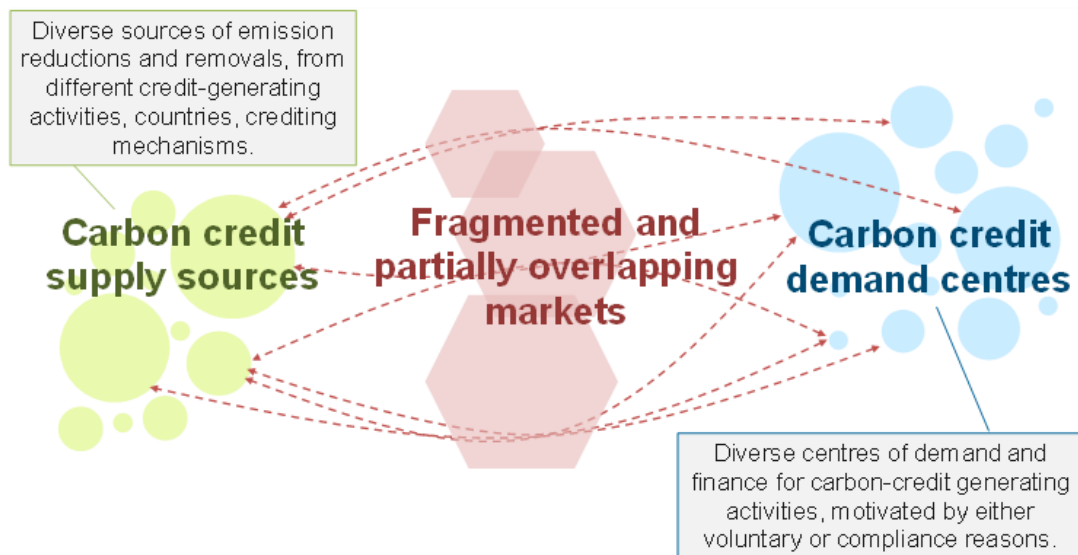 Diverse sources of emission
reductions and removals, from
different credit-generating
activities, countries, crediting
mechanisms.
Carbon credit
supply sources
Fragmented and
partially overlapping
markets
Carbon credit
demand centres
Diverse centres of demand and
finance for carbon-credit generating
activities, motivated by either
voluntary or compliance reasons.